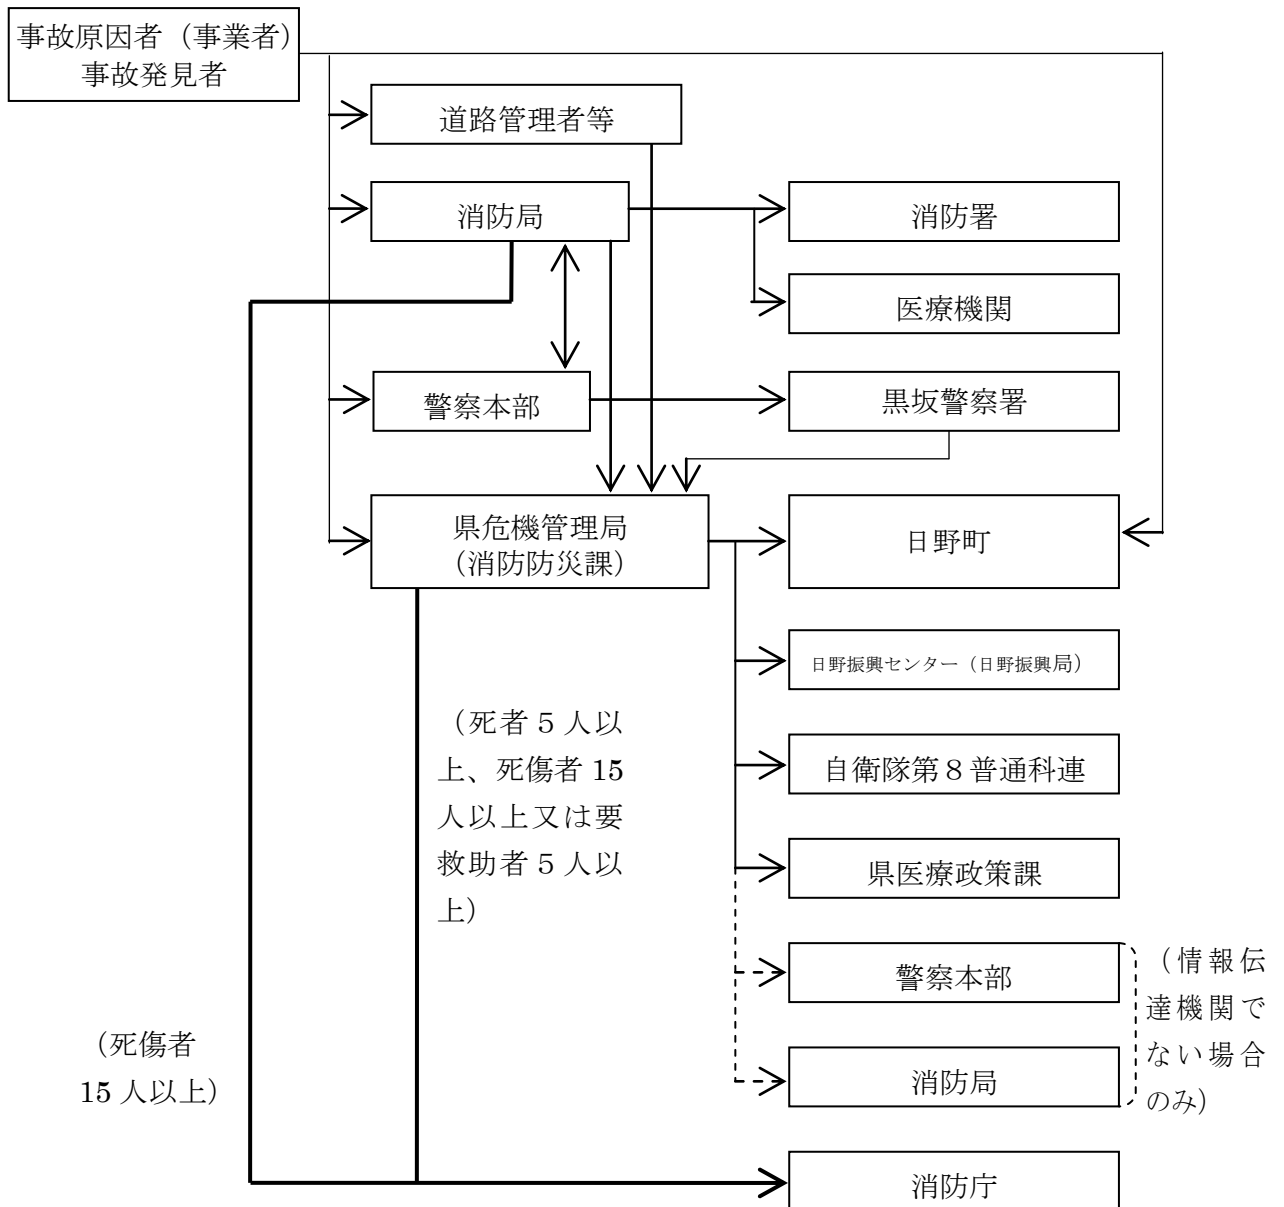 事故原因者（事業者）
事故発見者
道路管理者等
消防局
消防署
医療機関
警察本部
黒坂警察署
県危機管理局
（消防防災課）
日野町
日野振興センター（日野振興局）
（死者５人以
上、死傷者 15
人以上又は要
救助者５人以
上）
自衛隊第８普通科連
県医療政策課
警察本部
（情報伝
達機関で
ない場合
のみ）
消防局
（死傷者
15 人以上）
消防庁